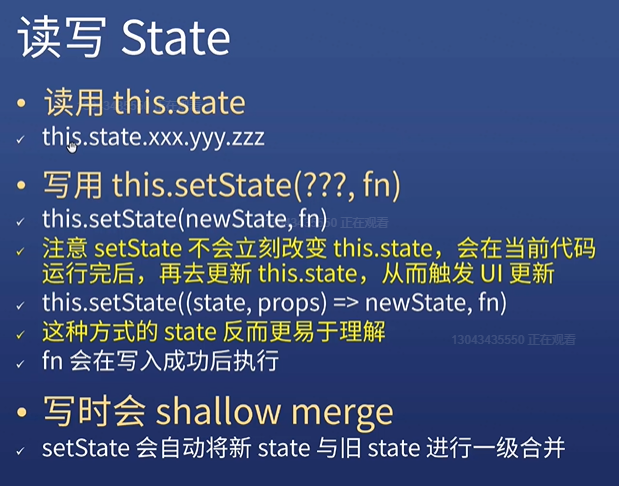 读写 State
• 读用 this.state
✓ this.state.xxx.yyy.zzz
• 写用 this.setState(???, fn)
✓ this.setState(newState, fn)
✓ 注意 setState 不会立刻改变 this.state，会在当前代码
运行完后，再去更新 this.state，从而触发 UI 更新
✓ this.setState((state, props) => newState, fn)
✓ 这种方式的 state 反而更易于理解
13043435550 正在观看
✓ fn 会在写入成功后执行
• 写时会 shallow merge
✓ setState 会自动将新 state 与旧 state 进行一级合并